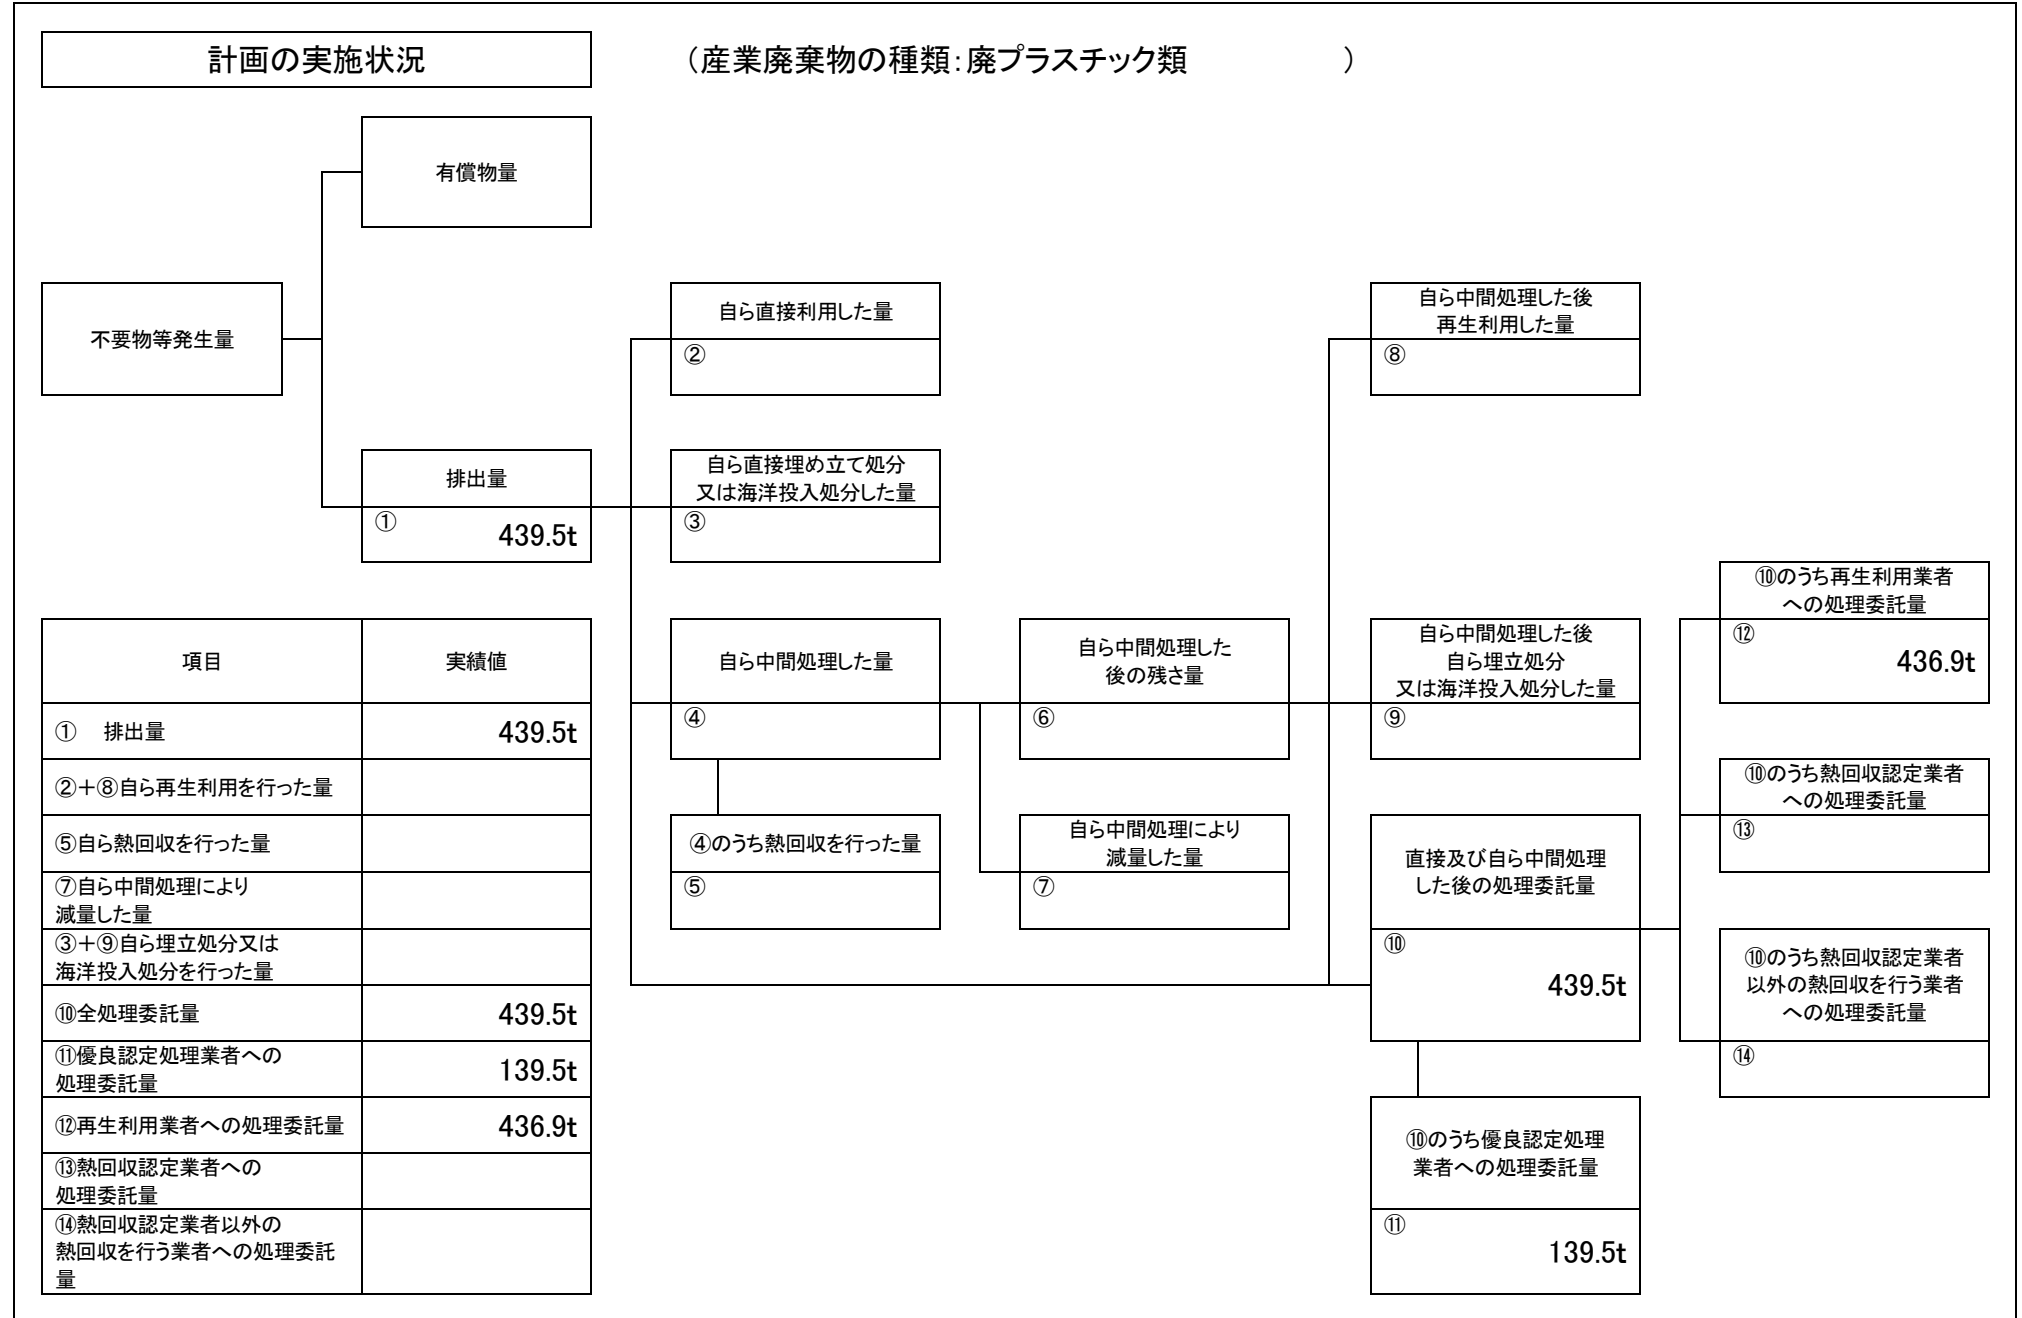 計画の実施状況
（産業廃棄物の種類：廃プラスチック類　　　　　）
有償物量
不要物等発生量
自ら直接利用した量
②
自ら中間処理した後
再生利用した量
⑧
排出量
①
439.5t
自ら直接埋め立て処分
又は海洋投入処分した量
③
⑩のうち再生利用業者
への処理委託量
⑫
436.9t
自ら中間処理した量
④
自ら中間処理した
後の残さ量
⑥
自ら中間処理した後
自ら埋立処分
又は海洋投入処分した量
⑨
⑩のうち熱回収認定業者
への処理委託量
⑬
④のうち熱回収を行った量
⑤
自ら中間処理により
減量した量
⑦
直接及び自ら中間処理
した後の処理委託量
⑩
439.5t
⑩のうち熱回収認定業者
以外の熱回収を行う業者
への処理委託量
⑭
⑩のうち優良認定処理
業者への処理委託量
⑪
139.5t
項目 実績値
①　排出量 439.5t
②＋⑧自ら再生利用を行った量
⑤自ら熱回収を行った量
⑦自ら中間処理により
減量した量
③＋⑨自ら埋立処分又は
海洋投入処分を行った量
⑩全処理委託量 439.5t
⑪優良認定処理業者への
処理委託量 139.5t
⑫再生利用業者への処理委託量 436.9t
⑬熱回収認定業者への
処理委託量
⑭熱回収認定業者以外の
熱回収を行う業者への処理委託
量